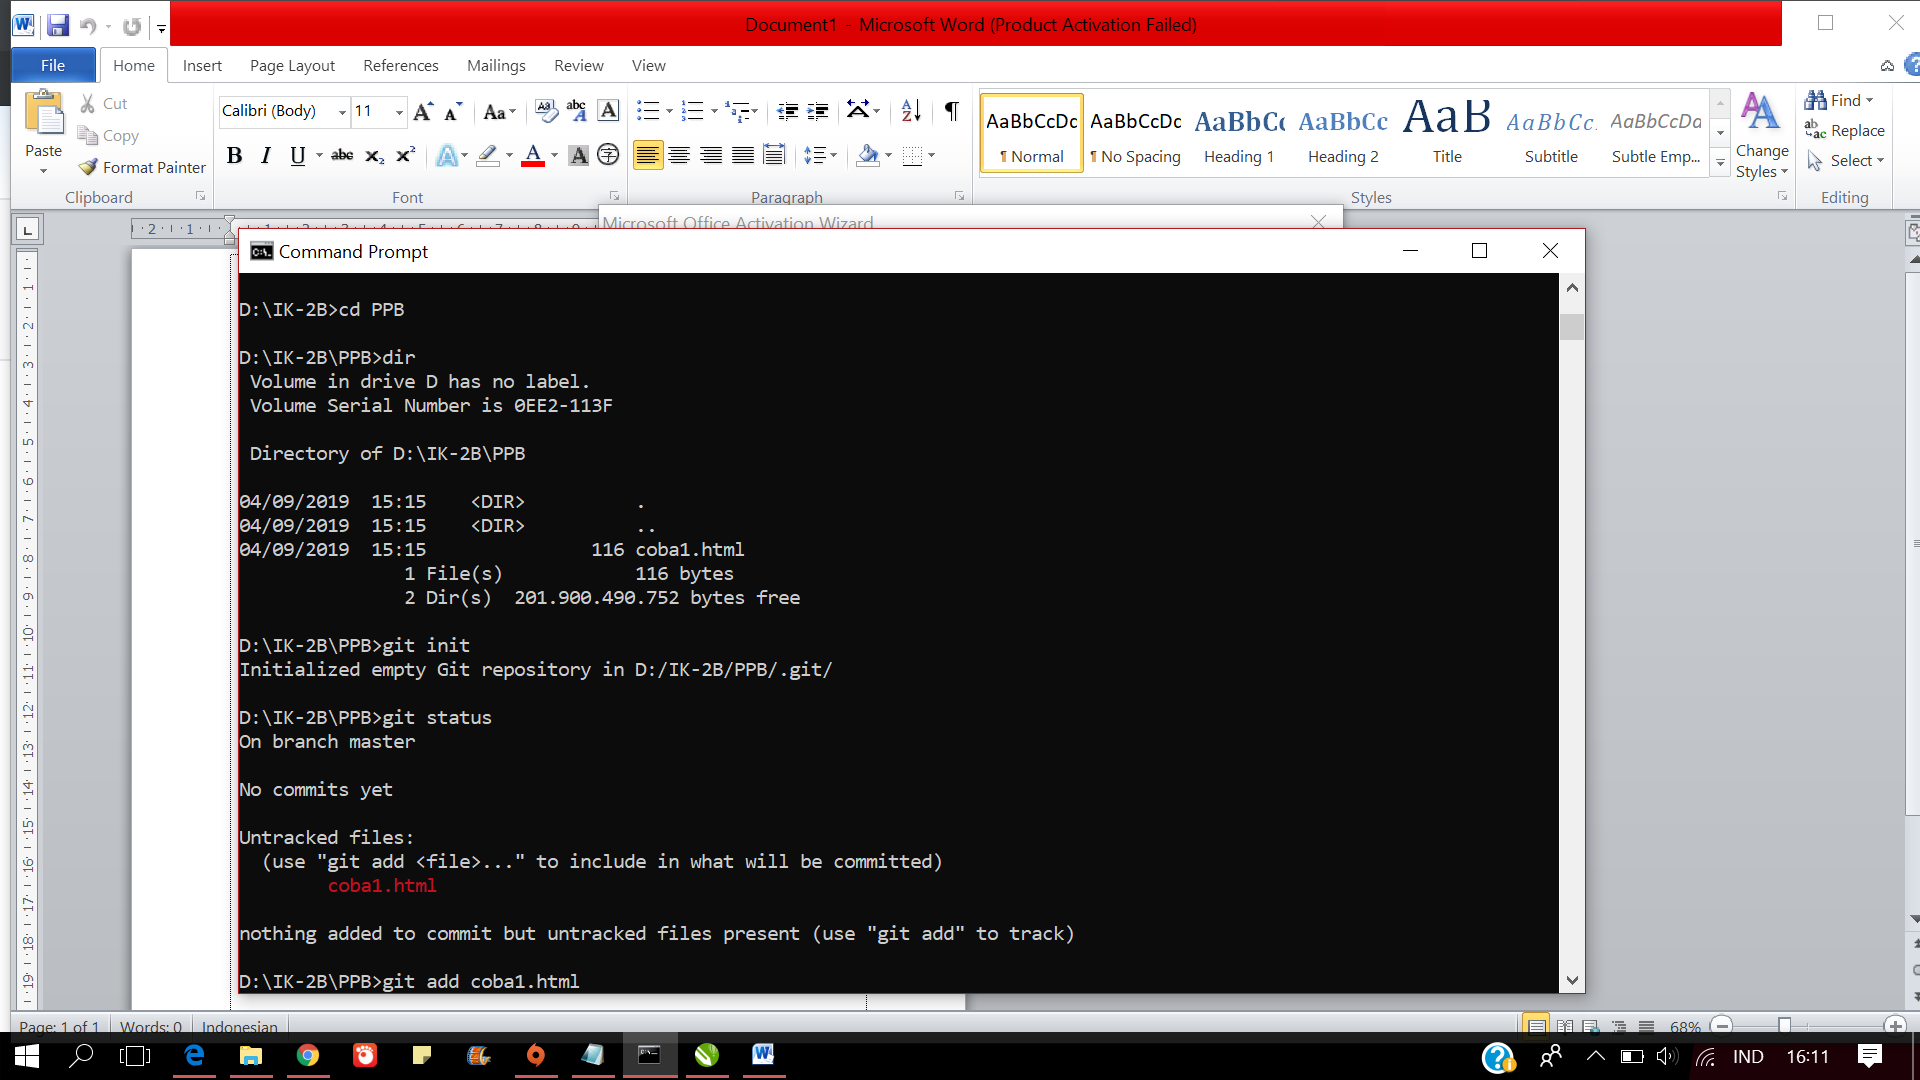 Document1 - Microsoft Word (Product Activation Failed)
File Home Insert Page Layout References Mailings Review View
Paste
Cut
Copy
Format Painter
Clipboard
Calibri (Body) 11
Font
Paragraph
AaBbCcDc AaBbCcDc AaBbCc AaBbCc AaB AaBbCc. AaBbCcDc
¶ Normal ¶ No Spacing Heading 1 Heading 2 Title Subtitle Subtle Emp...
Styles
Change
Styles
Find
Replace
Select
Editing
Microsoft Office Activation Wizard
Command Prompt
D:\IK-2B>cd PPB
D:\IK-2B\PPB>dir
Volume in drive D has no label.
Volume Serial Number is 0EE2-113F
Directory of D:\IK-2B\PPB
04/09/2019 15:15 <DIR> .
04/09/2019 15:15 <DIR> ..
04/09/2019 15:15 116 coba1.html
1 File(s) 116 bytes
2 Dir(s) 201.900.490.752 bytes free
D:\IK-2B\PPB>git init
Initialized empty Git repository in D:/IK-2B/PPB/.git/
D:\IK-2B\PPB>git status
On branch master
No commits yet
Untracked files:
(use "git add <file>..." to include in what will be committed)
coba1.html
nothing added to commit but untracked files present (use "git add" to track)
D:\IK-2B\PPB>git add coba1.html
Page: 1 of 1 Words: 0 Indonesian 68%
IND 16:11